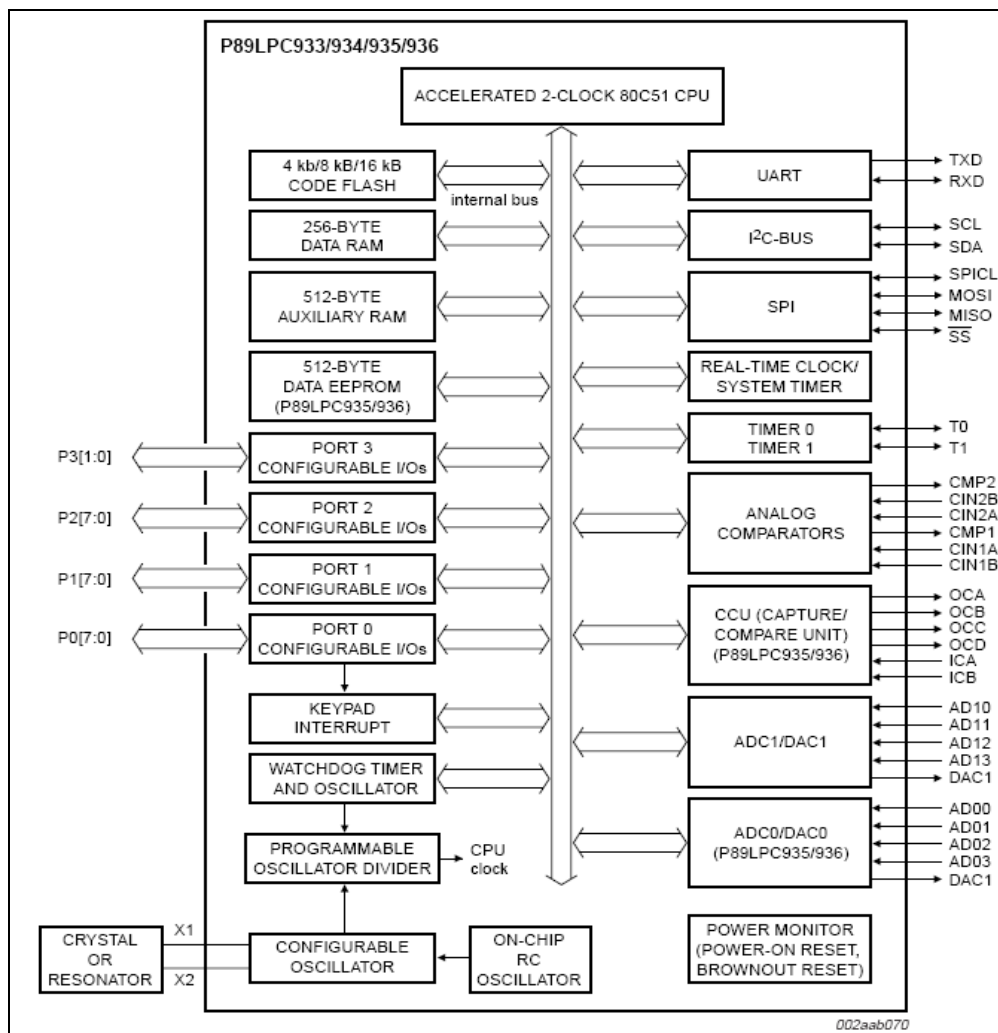 P89LPC933/934/935/936
ACCELERATED 2-CLOCK 80C51 CPU
4 kb/8 kB/16 kB
CODE FLASH
internal bus
256-BYTE
DATA RAM
512-BYTE
AUXILIARY RAM
512-BYTE
DATA EEPROM
(P89LPC935/936)
P3[1:0]
PORT 3
CONFIGURABLE I/Os
P2[7:0]
PORT 2
CONFIGURABLE I/Os
P1[7:0]
PORT 1
CONFIGURABLE I/Os
P0[7:0]
PORT 0
CONFIGURABLE I/Os
KEYPAD
INTERRUPT
WATCHDOG TIMER
AND OSCILLATOR
PROGRAMMABLE
OSCILLATOR DIVIDER
CPU
clock
CRYSTAL
OR
RESONATOR
X1
X2
CONFIGURABLE
OSCILLATOR
ON-CHIP
RC
OSCILLATOR
UART
TXD
RXD
I²C-BUS
SCL
SDA
SPI
SPICL
MOSI
MISO
SS
REAL-TIME CLOCK/
SYSTEM TIMER
TIMER 0
TIMER 1
T0
T1
ANALOG
COMPARATORS
CMP2
CIN2B
CIN2A
CMP1
CIN1A
CIN1B
CCU (CAPTURE/
COMPARE UNIT)
(P89LPC935/936)
OCA
OCB
OCC
OCD
ICA
ICB
ADC1/DAC1
AD10
AD11
AD12
AD13
DAC1
ADC0/DAC0
(P89LPC935/936)
AD00
AD01
AD02
AD03
DAC1
POWER MONITOR
(POWER-ON RESET,
BROWNOUT RESET)
002aab070